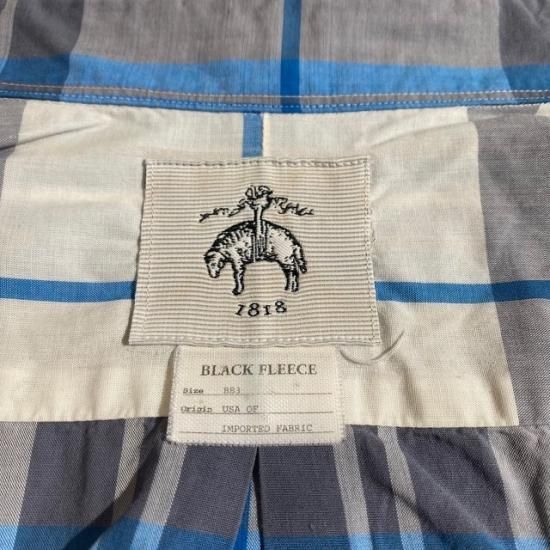 1818
BLACK FLEECE
Size BB3
Origin USA OF
IMPORTED FABRIC